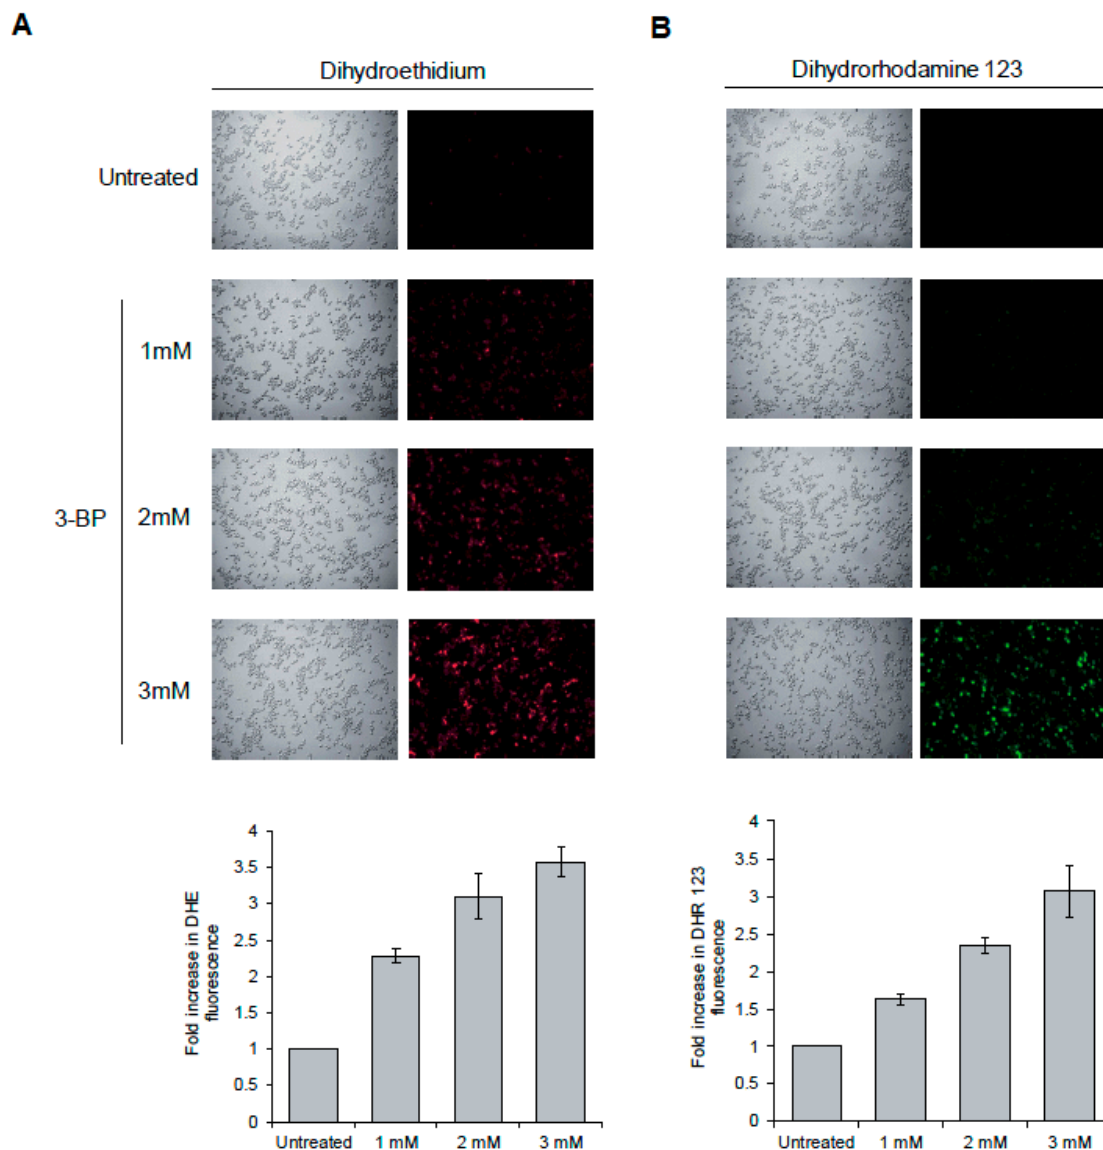 A
B
Dihydroethidium
Dihydrorhodamine 123
Untreated
1mM
3-BP
2mM
3mM
Fold increase in DHE
fluorescence
4
3.5
3
2.5
2
1.5
1
0.5
0
Untreated
1 mM
2 mM
3 mM
Fold increase in DHR 123
fluorescence
4
3.5
3
2.5
2
1.5
1
0.5
0
Untreated
1 mM
2 mM
3 mM